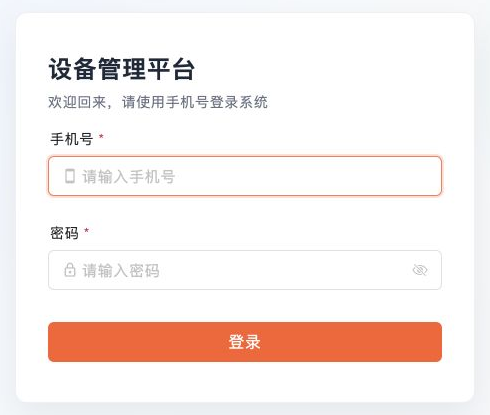 设备管理平台
欢迎回来，请使用手机号登录系统
手机号 *
请输入手机号
密码 *
请输入密码
登录